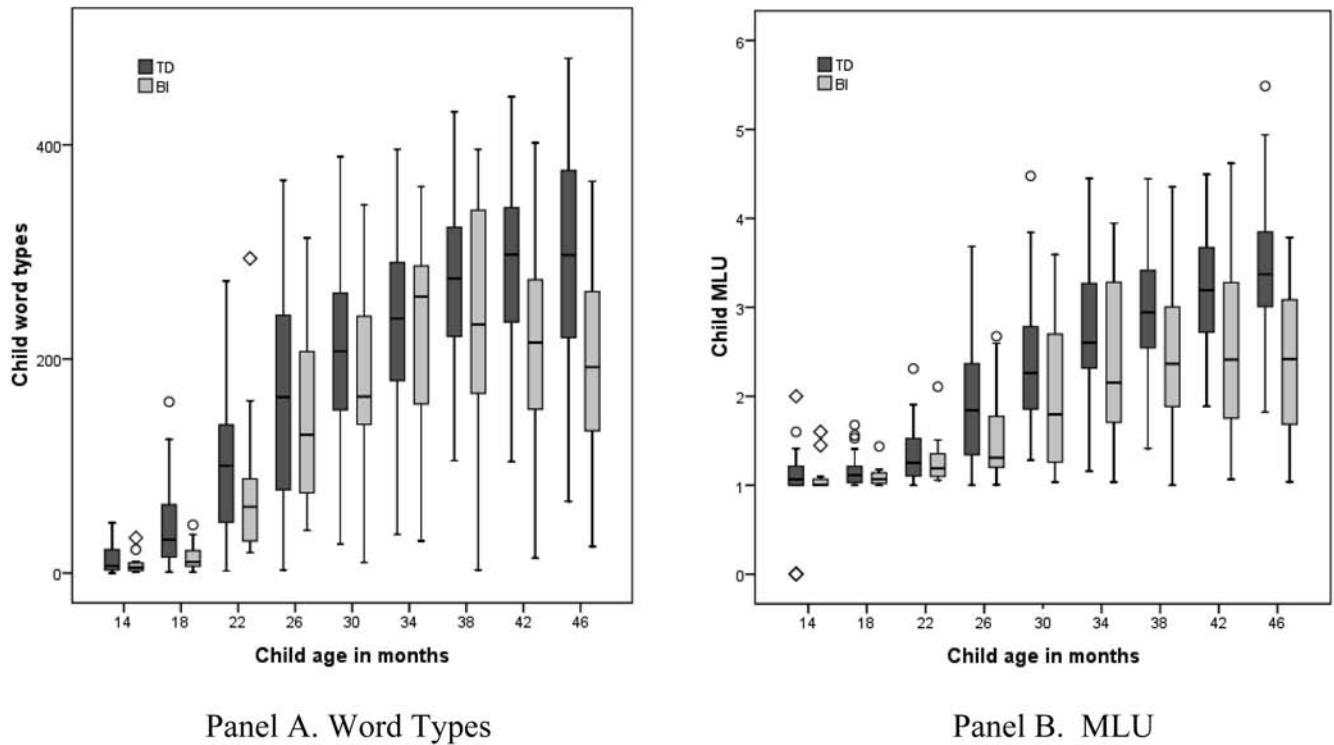 TD
BI
400
200
0
Child word types
14 18 22 26 30 34 38 42 46
Child age in months
Panel A. Word Types
TD
BI
6
5
4
3
2
1
0
Child MLU
14 18 22 26 30 34 38 42 46
Child age in months
Panel B. MLU